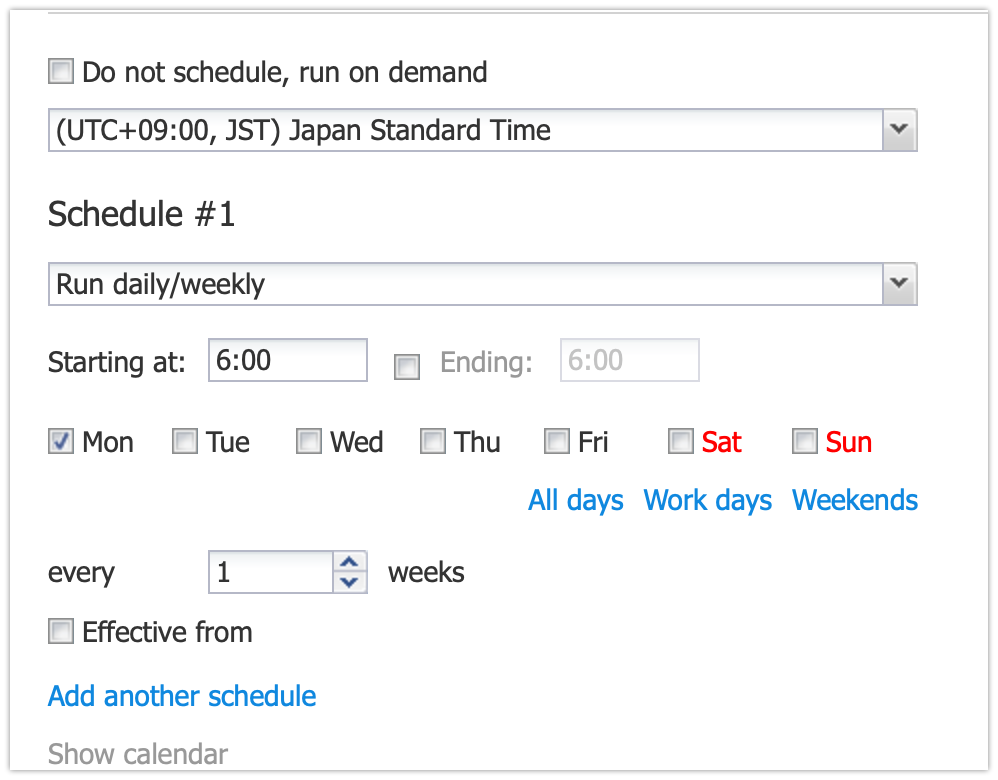 Do not schedule, run on demand
(UTC+09:00, JST) Japan Standard Time
Schedule #1
Run daily/weekly
Starting at: 6:00 Ending: 6:00
Mon Tue Wed Thu Fri Sat Sun
All days Work days Weekends
every 1 weeks
Effective from
Add another schedule
Show calendar